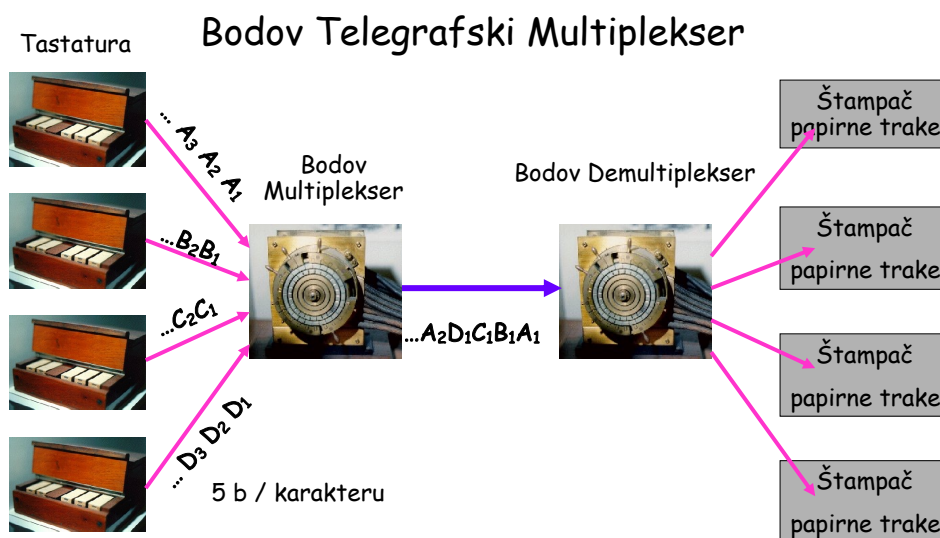 Bodov Telegrafski Multiplekser
Tastatura
... A₃ A₂ A₁
...B₂B₁
...C₂C₁
... D₃ D₂ D₁
Bodov
Multiplekser
...A₂D₁C₁B₁A₁
Bodov Demultiplekser
Štampač
papirne trake
Štampač
papirne trake
Štampač
papirne trake
Štampač
papirne trake
5 b / karakteru